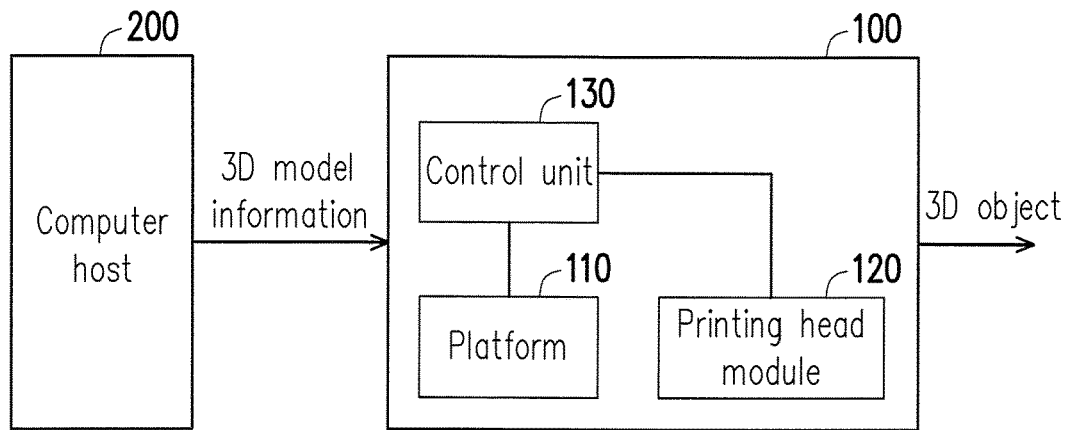 200
100
130
Control unit
3D model
information
Computer
host
3D object
110
120
Platform
Printing head
module